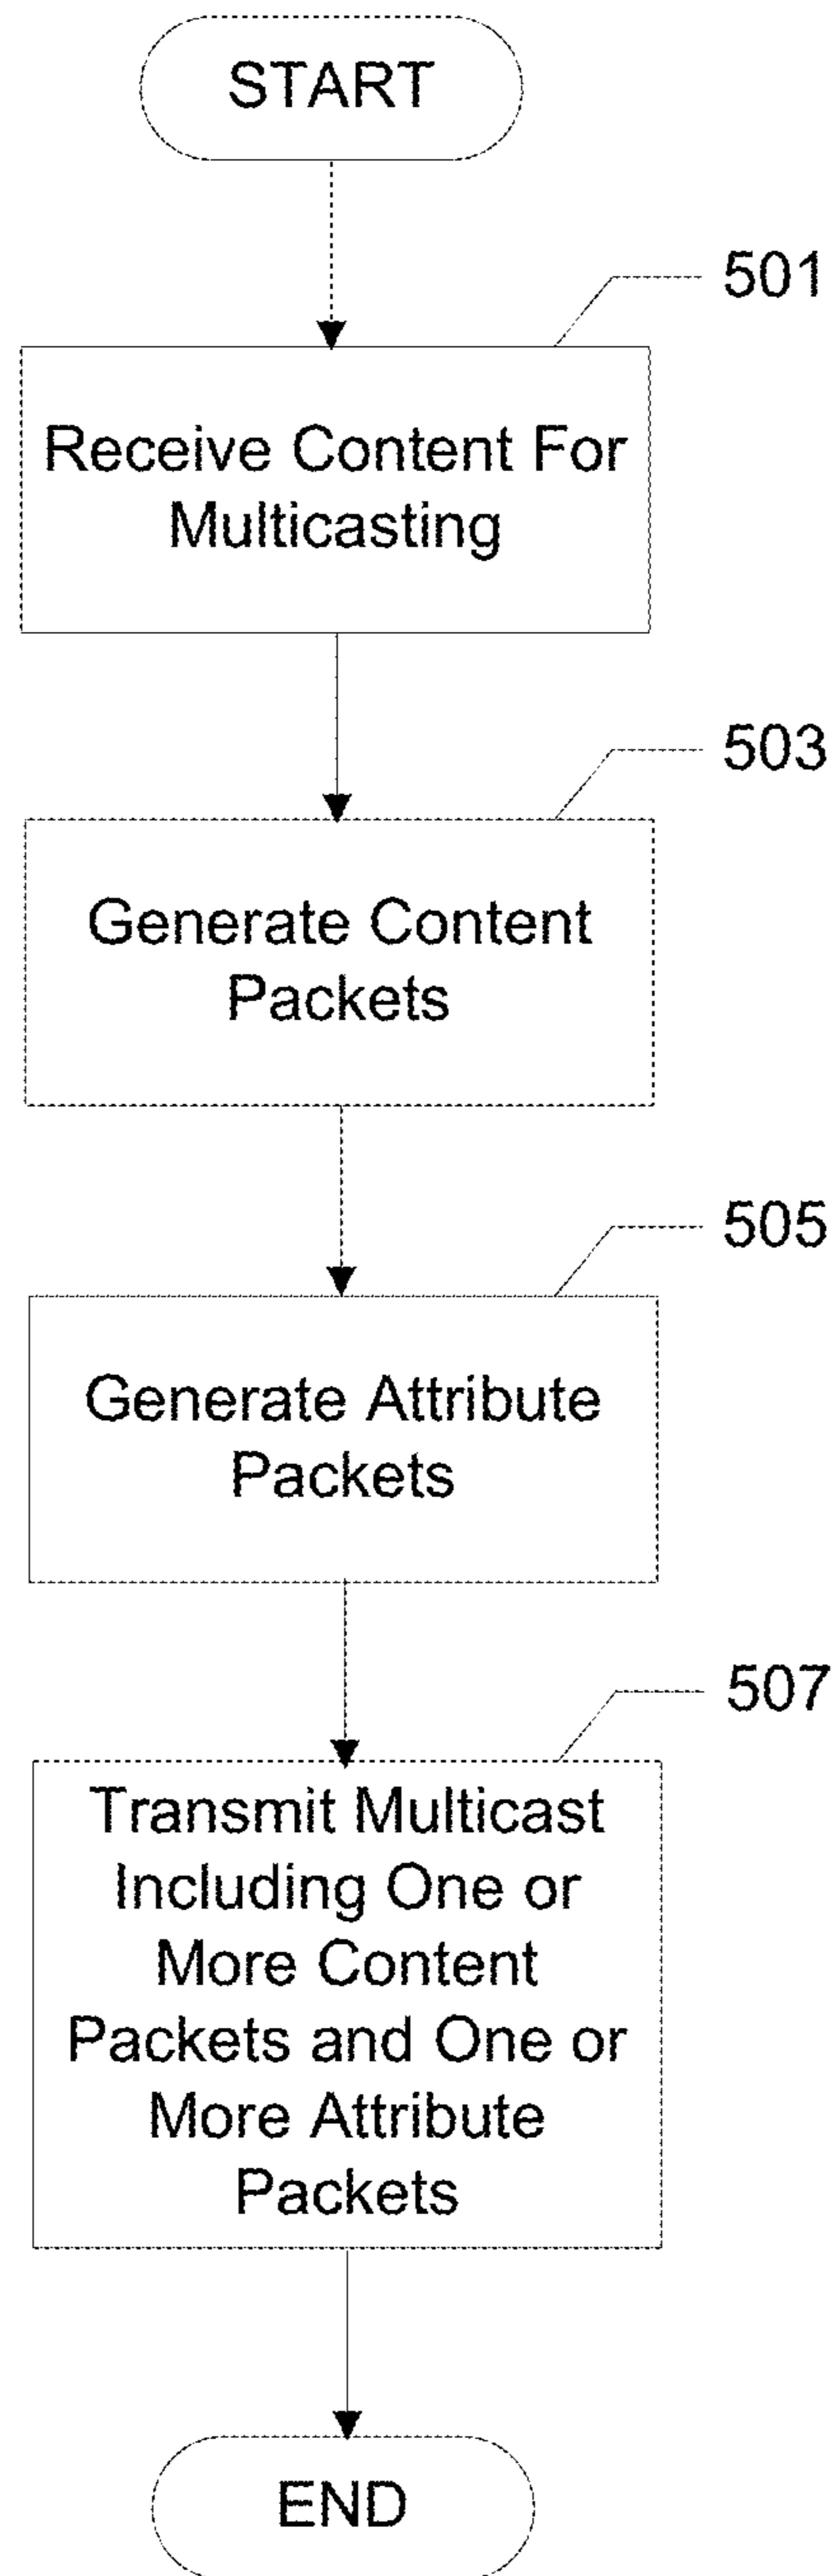 START
501
Receive Content For
Multicasting
503
Generate Content
Packets
505
Generate Attribute
Packets
507
Transmit Multicast
Including One or
More Content
Packets and One or
More Attribute
Packets
END